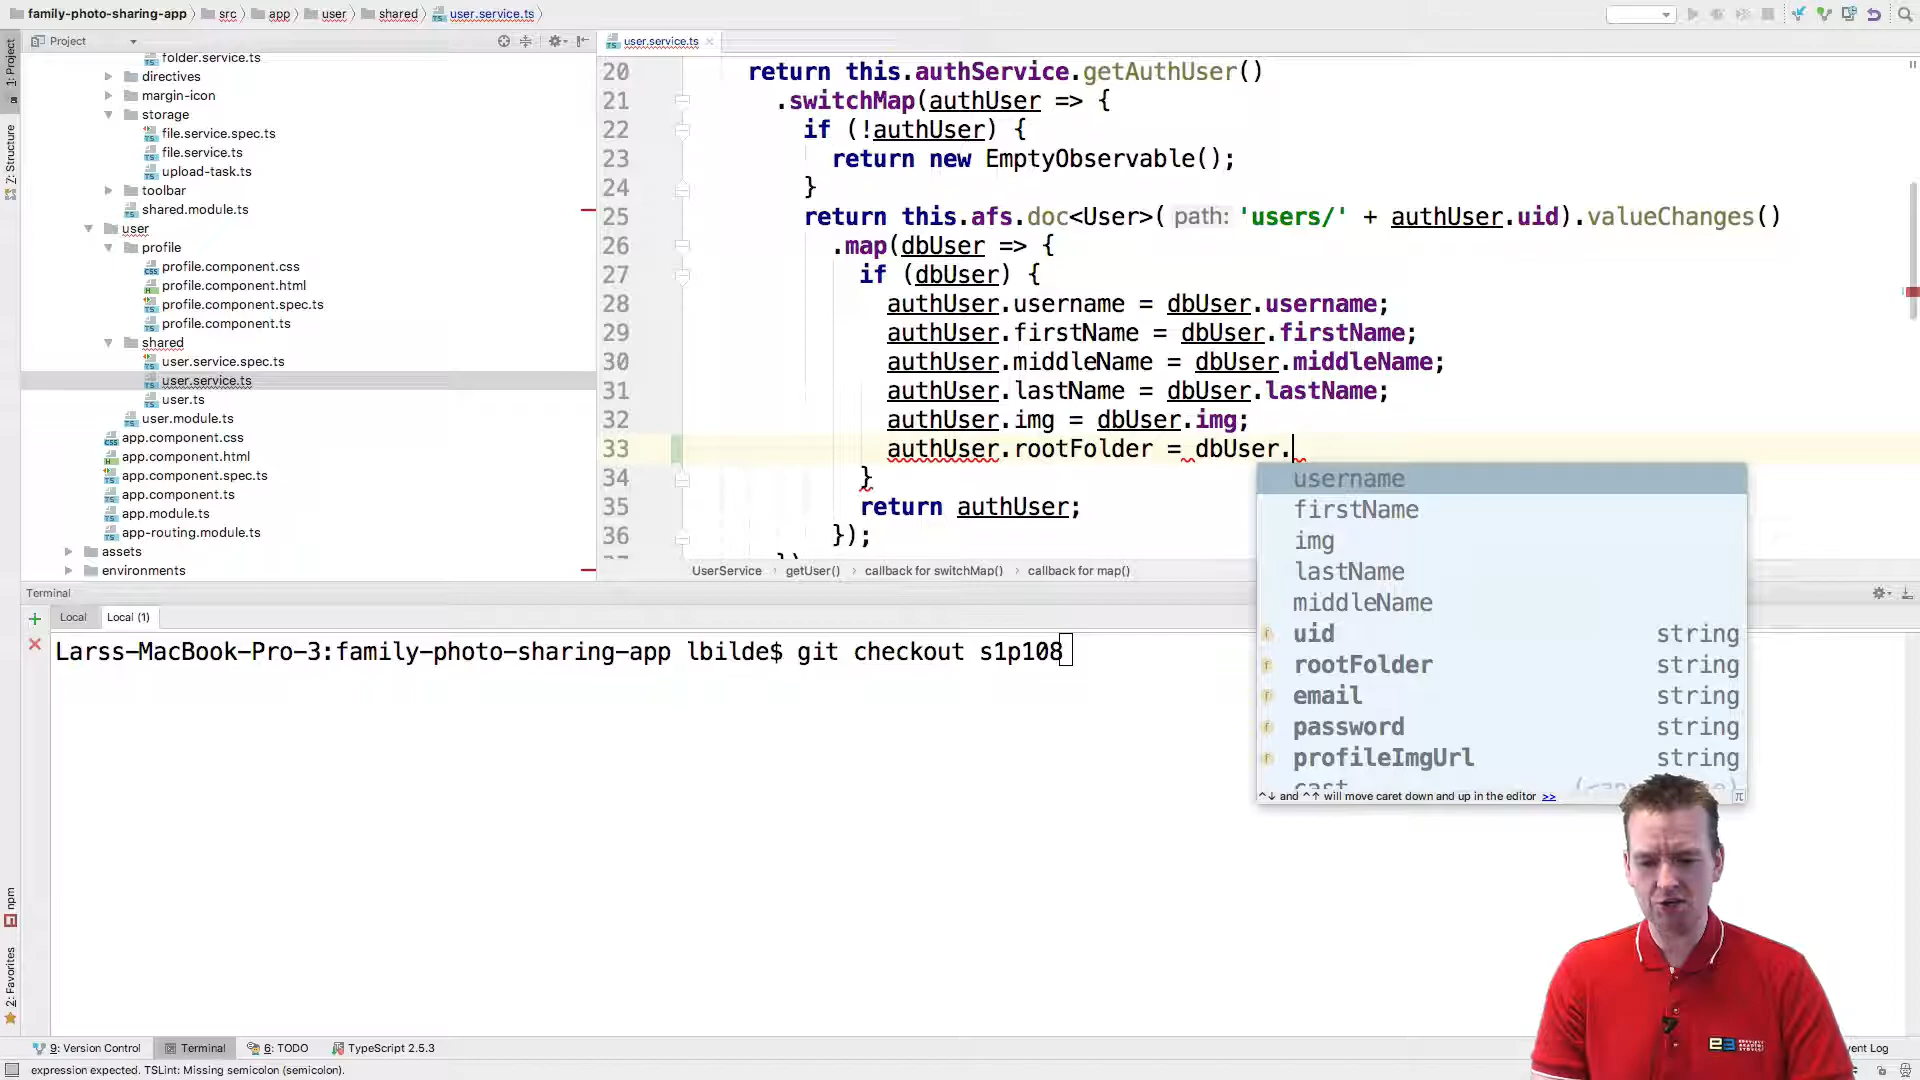 family-photo-sharing-app src app user shared user.service.ts
1: Project
Project
user.service.ts
folder.service.ts
directives
margin-icon
storage
file.service.spec.ts
file.service.ts
upload-task.ts
toolbar
shared.module.ts
user
profile
profile.component.css
profile.component.html
profile.component.spec.ts
profile.component.ts
shared
user.service.spec.ts
user.service.ts
user.ts
user.module.ts
app.component.css
app.component.html
app.component.spec.ts
app.component.ts
app.module.ts
app-routing.module.ts
assets
environments
20 return this.authService.getAuthUser()
21 .switchMap(authUser => {
22 if (!authUser) {
23 return new EmptyObservable();
24 }
25 return this.afs.doc<User>( path: 'users/' + authUser.uid).valueChanges()
26 .map(dbUser => {
27 if (dbUser) {
28 authUser.username = dbUser.username;
29 authUser.firstName = dbUser.firstName;
30 authUser.middleName = dbUser.middleName;
31 authUser.lastName = dbUser.lastName;
32 authUser.img = dbUser.img;
33 authUser.rootFolder = dbUser.
34 }
35 return authUser;
36 });
username
firstName
img
lastName
middleName
uid string
rootFolder string
email string
password string
profileImgUrl string
^↓ and ^↑ will move caret down and up in the editor >>
π
UserService getUser() callback for switchMap() callback for map()
Z: Structure
Terminal
Local Local (1)
Larss-MacBook-Pro-3:family-photo-sharing-app lbilde$ git checkout s1p108
npm
2: Favorites
9: Version Control Terminal 6: TODO TypeScript 2.5.3
vent Log
expression expected. TSLint: Missing semicolon (semicolon).